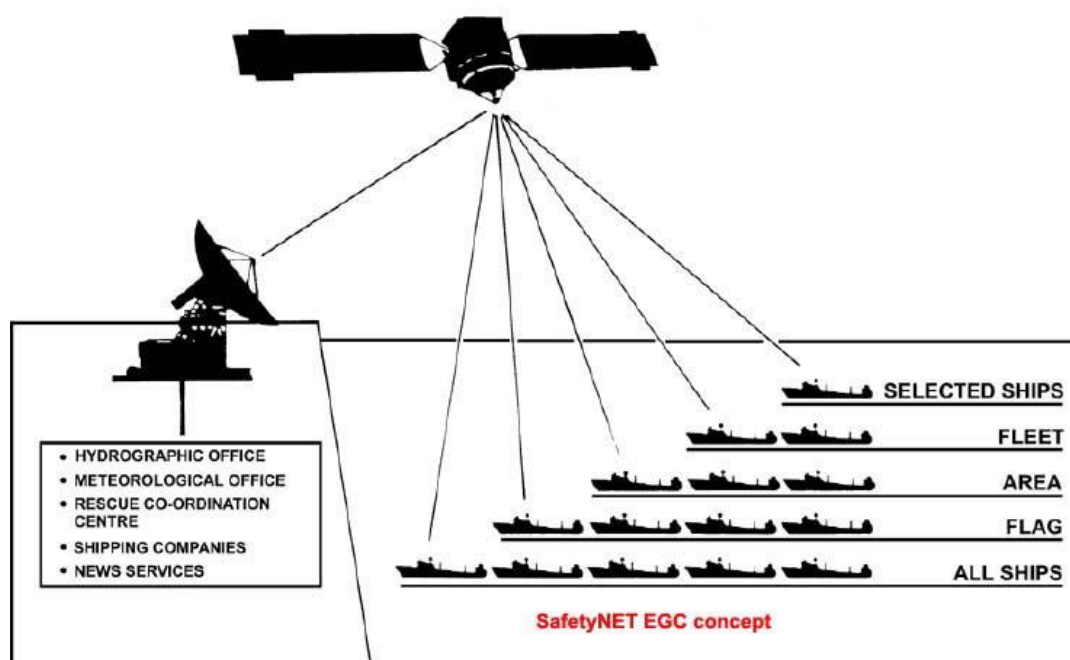 SELECTED SHIPS
FLEET
AREA
FLAG
ALL SHIPS
• HYDROGRAPHIC OFFICE
• METEOROLOGICAL OFFICE
• RESCUE CO-ORDINATION
CENTRE
• SHIPPING COMPANIES
• NEWS SERVICES
SafetyNET EGC concept